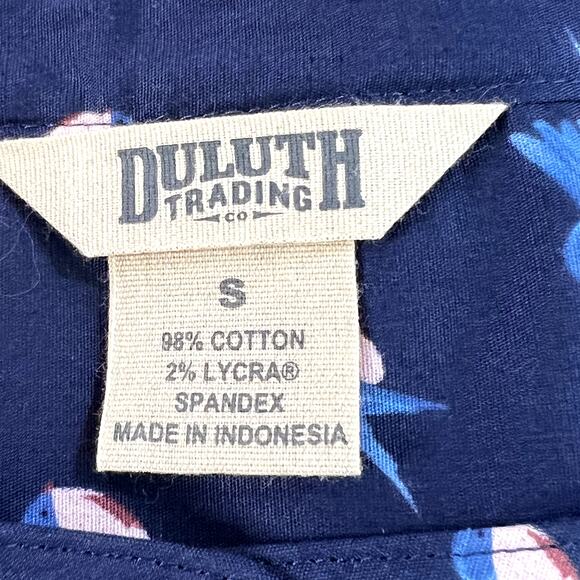 DULUTH
TRADING
CO
S
98% COTTON
2% LYCRA®
SPANDEX
MADE IN INDONESIA